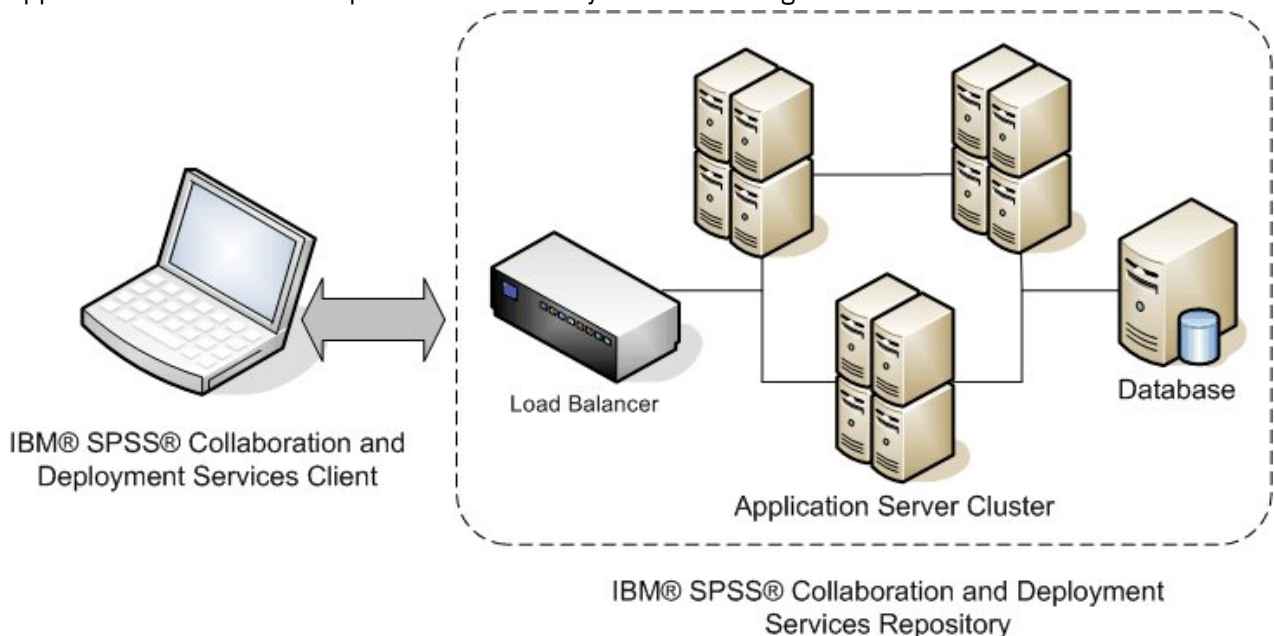 Load Balancer
Database
IBM® SPSS® Collaboration and
Deployment Services Client
Application Server Cluster
IBM® SPSS® Collaboration and Deployment
Services Repository